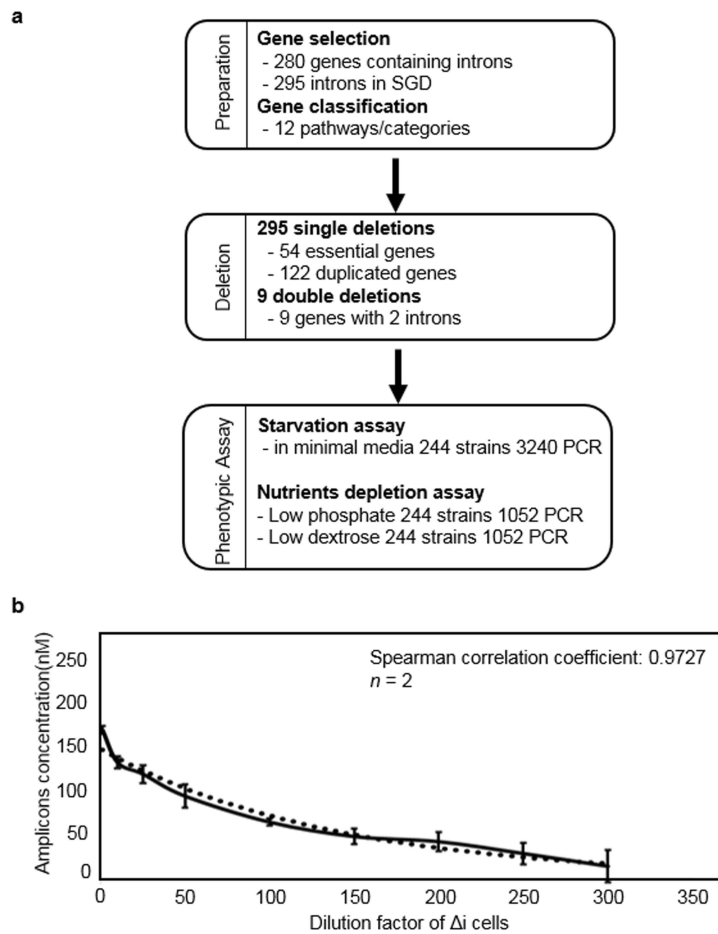 a
Preparation
Gene selection
- 280 genes containing introns
- 295 introns in SGD
Gene classification
- 12 pathways/categories
Deletion
295 single deletions
- 54 essential genes
- 122 duplicated genes
9 double deletions
- 9 genes with 2 introns
Phenotypic Assay
Starvation assay
- in minimal media 244 strains 3240 PCR
Nutrients depletion assay
- Low phosphate 244 strains 1052 PCR
- Low dextrose 244 strains 1052 PCR
b
Amplicons concentration(nM)
250
200
150
100
50
0
Spearman correlation coefficient: 0.9727
n = 2
0 50 100 150 200 250 300 350
Dilution factor of Δi cells